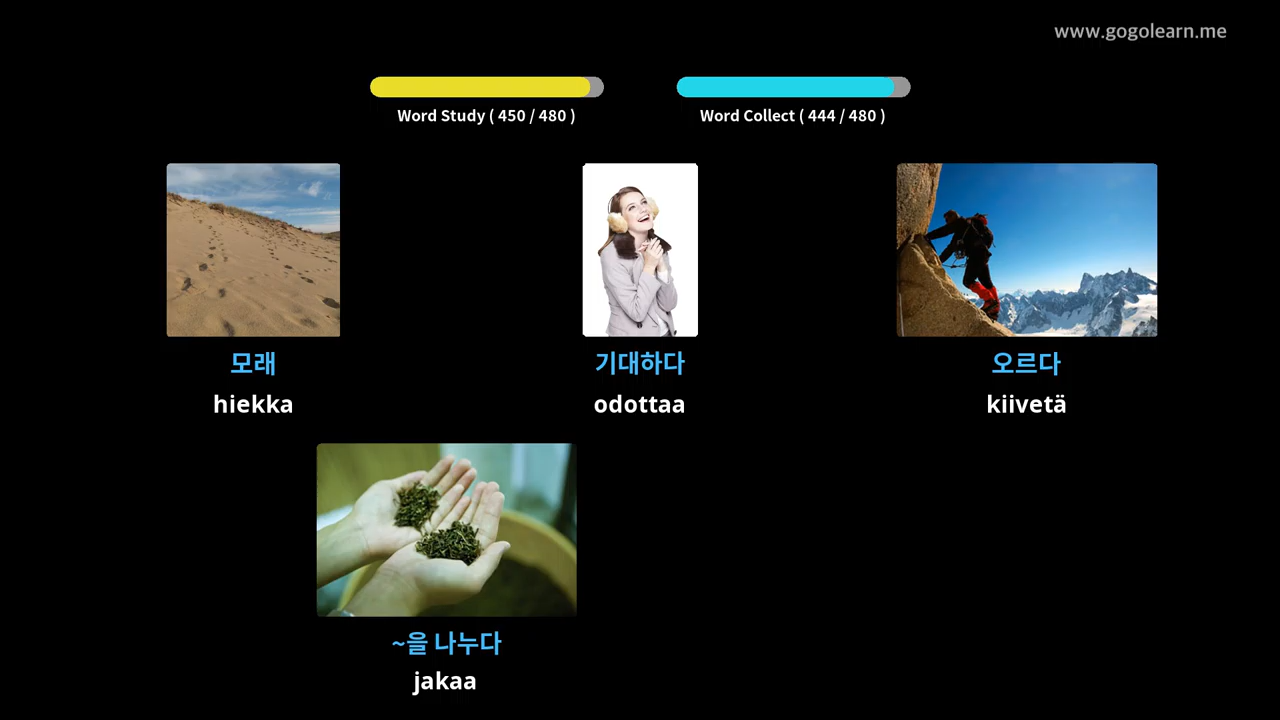 www.gogolearn.me
Word Study ( 450 / 480 )
Word Collect ( 444 / 480 )
모래
기대하다
오르다
hiekka
odottaa
kiivetä
~을 나누다
jakaa